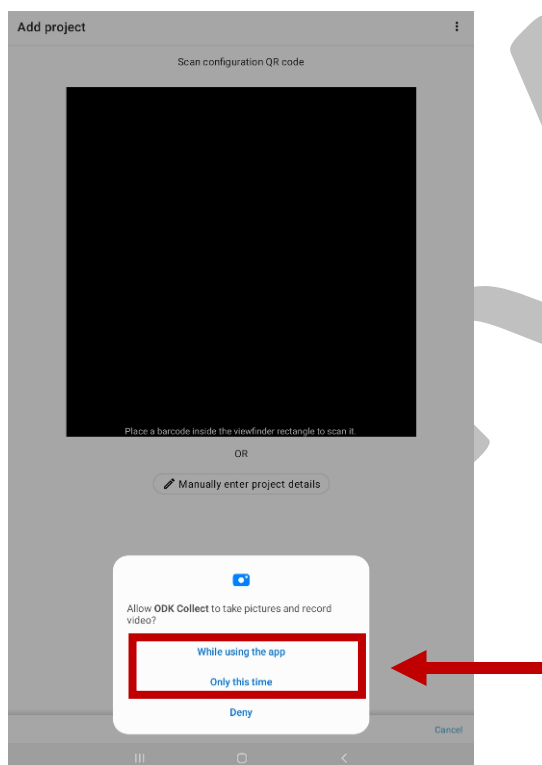 Add project
Scan configuration QR code
Place a barcode inside the viewfinder rectangle to scan it.
OR
Manually enter project details
Allow ODK Collect to take pictures and record
video?
While using the app
Only this time
Deny
Cancel